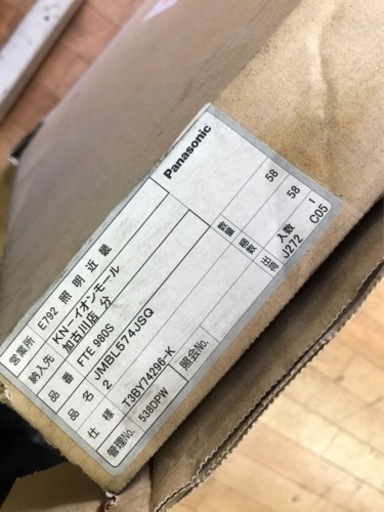 Panasonic
営業所 E792 照明近畿
納入先 KN-イオンモール
加古川店 分
品番 FTE 980S
品名 JMBL574JSQ
2
仕様 T3BY74296-K
管理No. 538DPW 照会No.
数量 58
梱数 58
人数 1
出荷 J272 C05